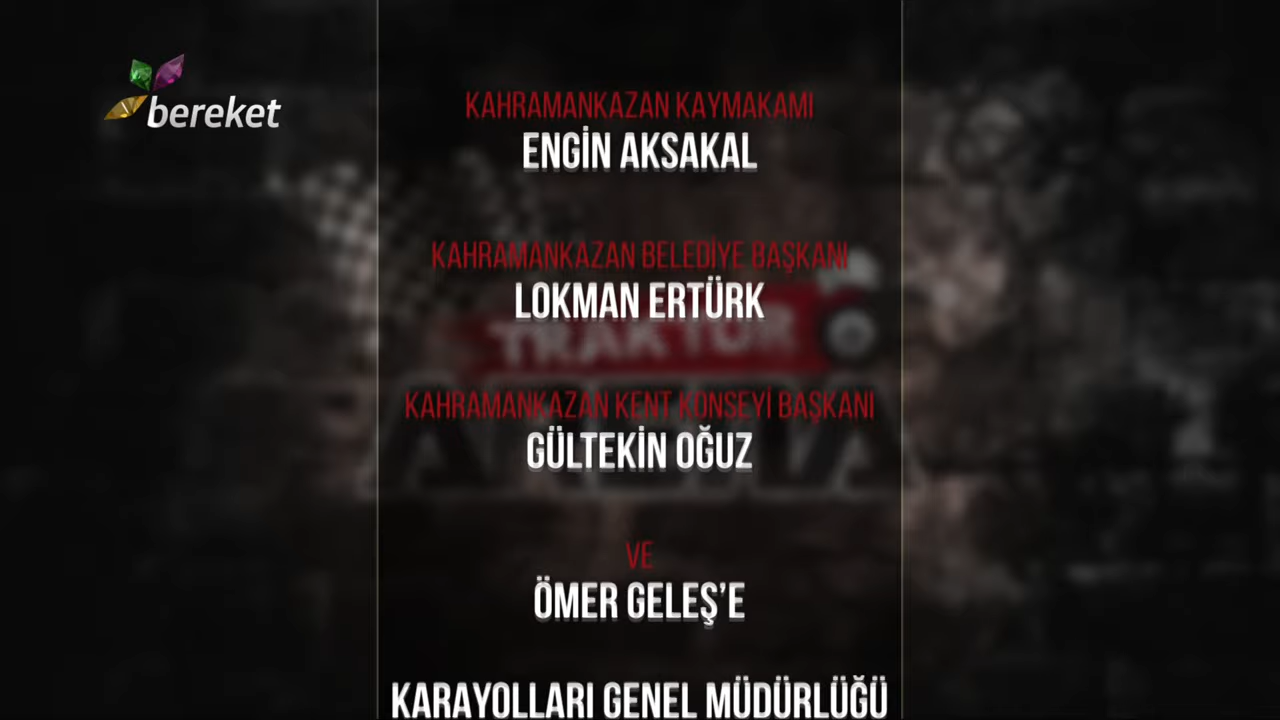 bereket
KAHRAMANKAZAN KAYMAKAMI
ENGİN AKSAKAL
KAHRAMANKAZAN BELEDİYE BAŞKANI
LOKMAN ERTÜRK
TRAKTÖR
KAHRAMANKAZAN KENT KONSEYİ BAŞKANI
GÜLTEKİN OĞUZ
VE
ÖMER GELEŞ'E
KARAYOLLARI GENEL MÜDÜRLÜĞÜ